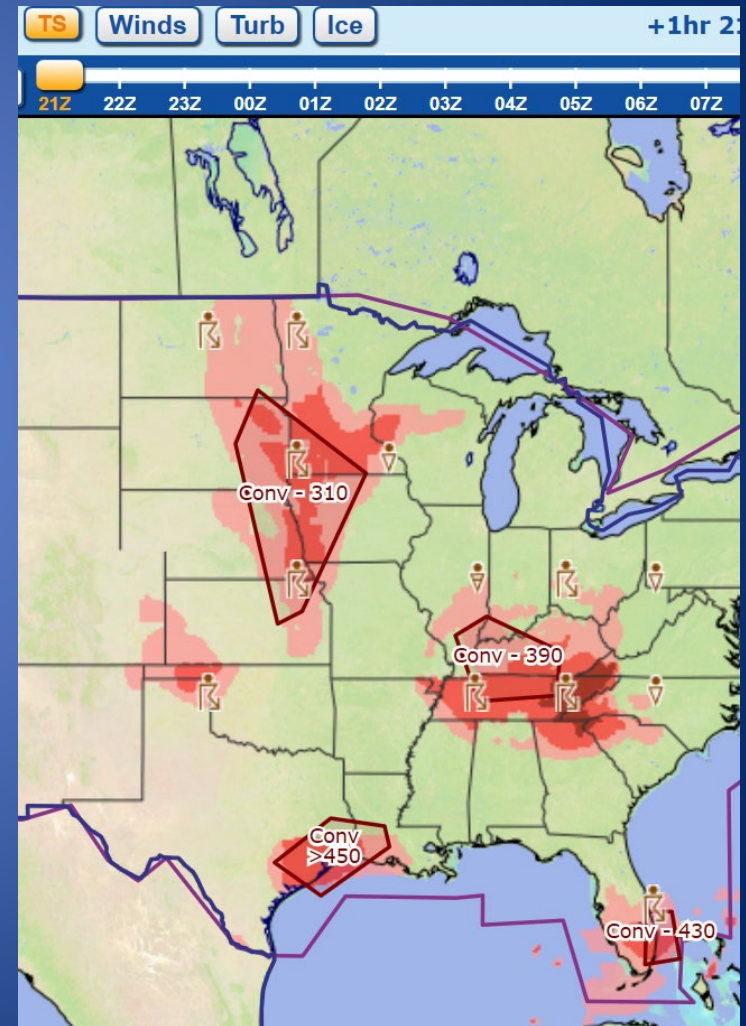 TS Winds Turb Ice +1hr
21Z 22Z 23Z 00Z 01Z 02Z 03Z 04Z 05Z 06Z 07Z
Conv - 310
Conv - 390
Conv
>450
Conv - 430